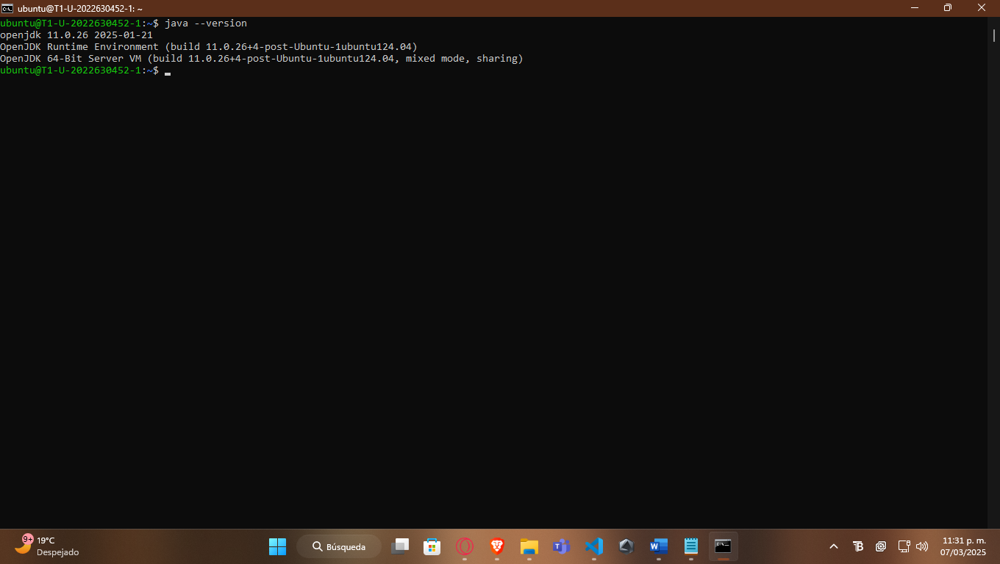 ubuntu@T1-U-2022630452-1: ~
ubuntu@T1-U-2022630452-1:~$ java --version
openjdk 11.0.26 2025-01-21
OpenJDK Runtime Environment (build 11.0.26+4-post-Ubuntu-1ubuntu124.04)
OpenJDK 64-Bit Server VM (build 11.0.26+4-post-Ubuntu-1ubuntu124.04, mixed mode, sharing)
ubuntu@T1-U-2022630452-1:~$
9+
19°C
Despejado
Búsqueda
11:31 p. m.
07/03/2025